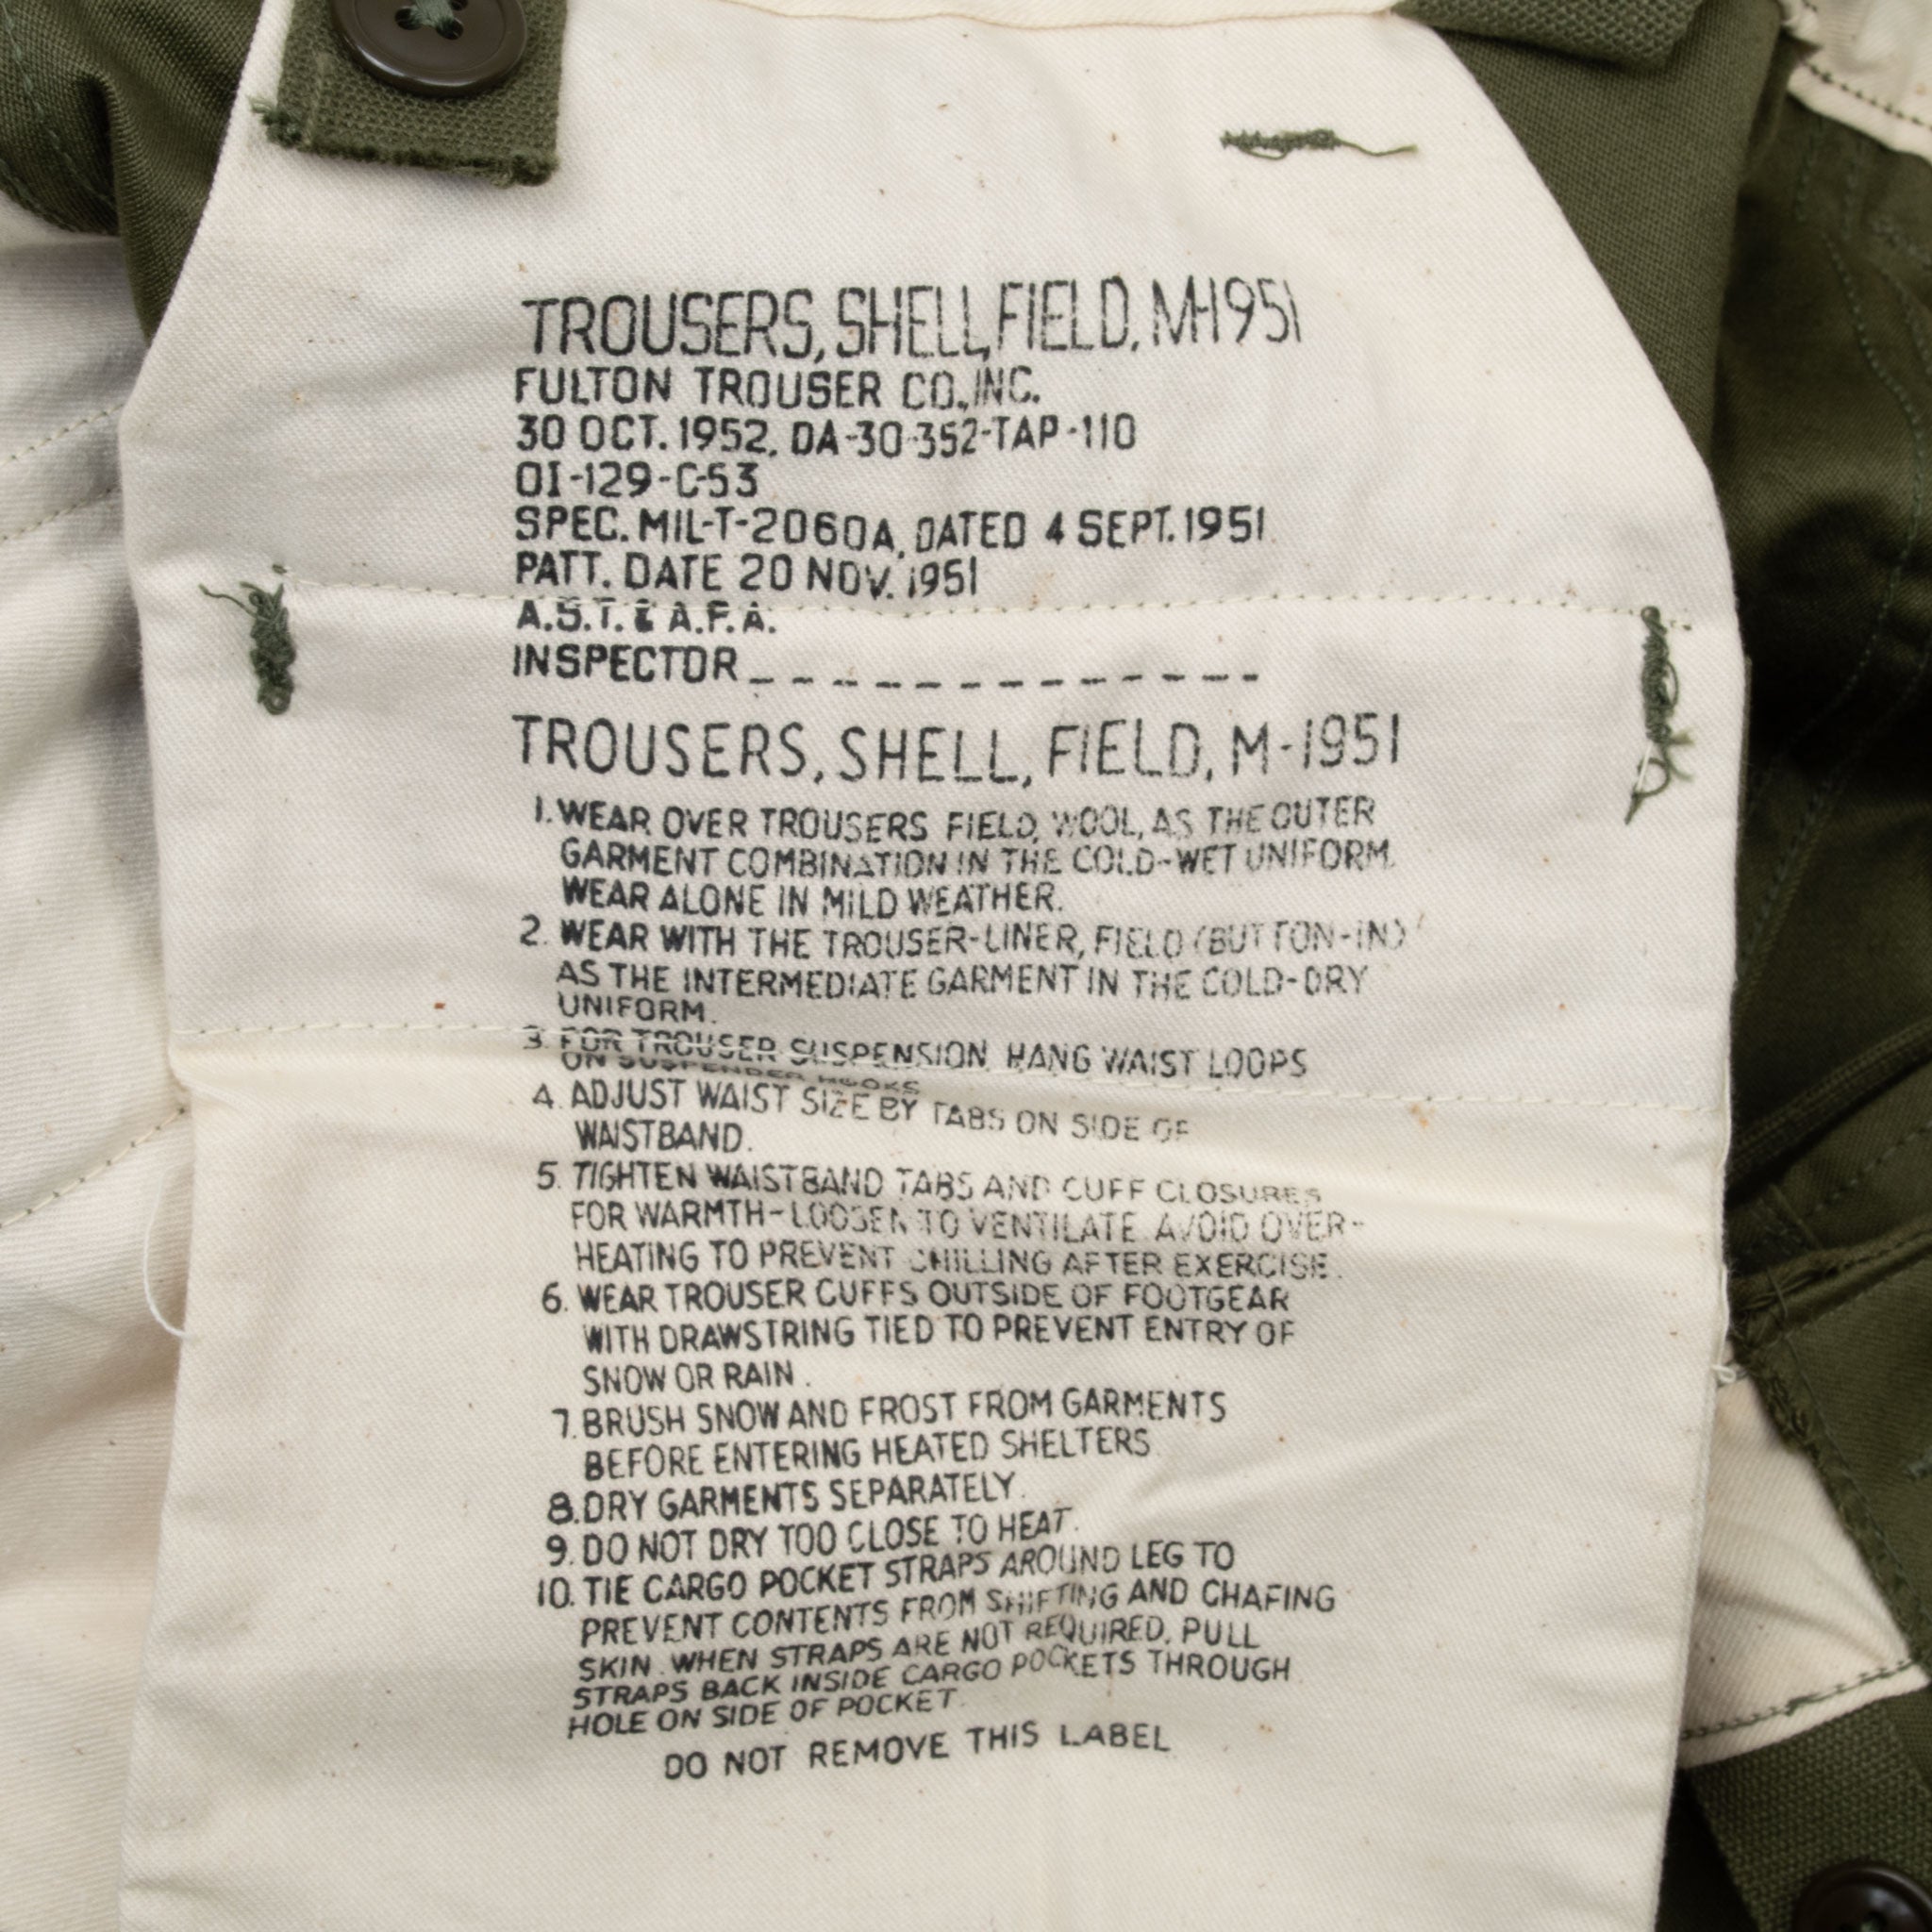 TROUSERS, SHELL, FIELD, M-1951
FULTON TROUSER CO., INC.
30 OCT. 1952, DA-30-352-TAP-110
OI-129-C-53
SPEC. MIL-T-2060A, DATED 4 SEPT. 1951
PATT. DATE 20 NOV. 1951
A.S.T. & A.F.A.
INSPECTOR _ _ _ _ _ _ _ _ _ _ _ _ _
TROUSERS, SHELL, FIELD, M-1951
1. WEAR OVER TROUSERS FIELD, WOOL, AS THE OUTER
GARMENT COMBINATION IN THE COLD-WET UNIFORM.
WEAR ALONE IN MILD WEATHER.
2. WEAR WITH THE TROUSER-LINER, FIELD (BUTTON-IN)
AS THE INTERMEDIATE GARMENT IN THE COLD-DRY
UNIFORM.
3. FOR TROUSER SUSPENSION, HANG WAIST LOOPS
ON SUSPENDER HOOKS
4. ADJUST WAIST SIZE BY TABS ON SIDE OF
WAISTBAND.
5. TIGHTEN WAISTBAND TABS AND CUFF CLOSURES
FOR WARMTH-LOOSEN TO VENTILATE. AVOID OVER-
HEATING TO PREVENT CHILLING AFTER EXERCISE.
6. WEAR TROUSER CUFFS OUTSIDE OF FOOTGEAR
WITH DRAWSTRING TIED TO PREVENT ENTRY OF
SNOW OR RAIN.
7. BRUSH SNOW AND FROST FROM GARMENTS
BEFORE ENTERING HEATED SHELTERS
8. DRY GARMENTS SEPARATELY.
9. DO NOT DRY TOO CLOSE TO HEAT.
10. TIE CARGO POCKET STRAPS AROUND LEG TO
PREVENT CONTENTS FROM SHIFTING AND CHAFING
SKIN. WHEN STRAPS ARE NOT REQUIRED, PULL
STRAPS BACK INSIDE CARGO POCKETS THROUGH
HOLE ON SIDE OF POCKET.
DO NOT REMOVE THIS LABEL